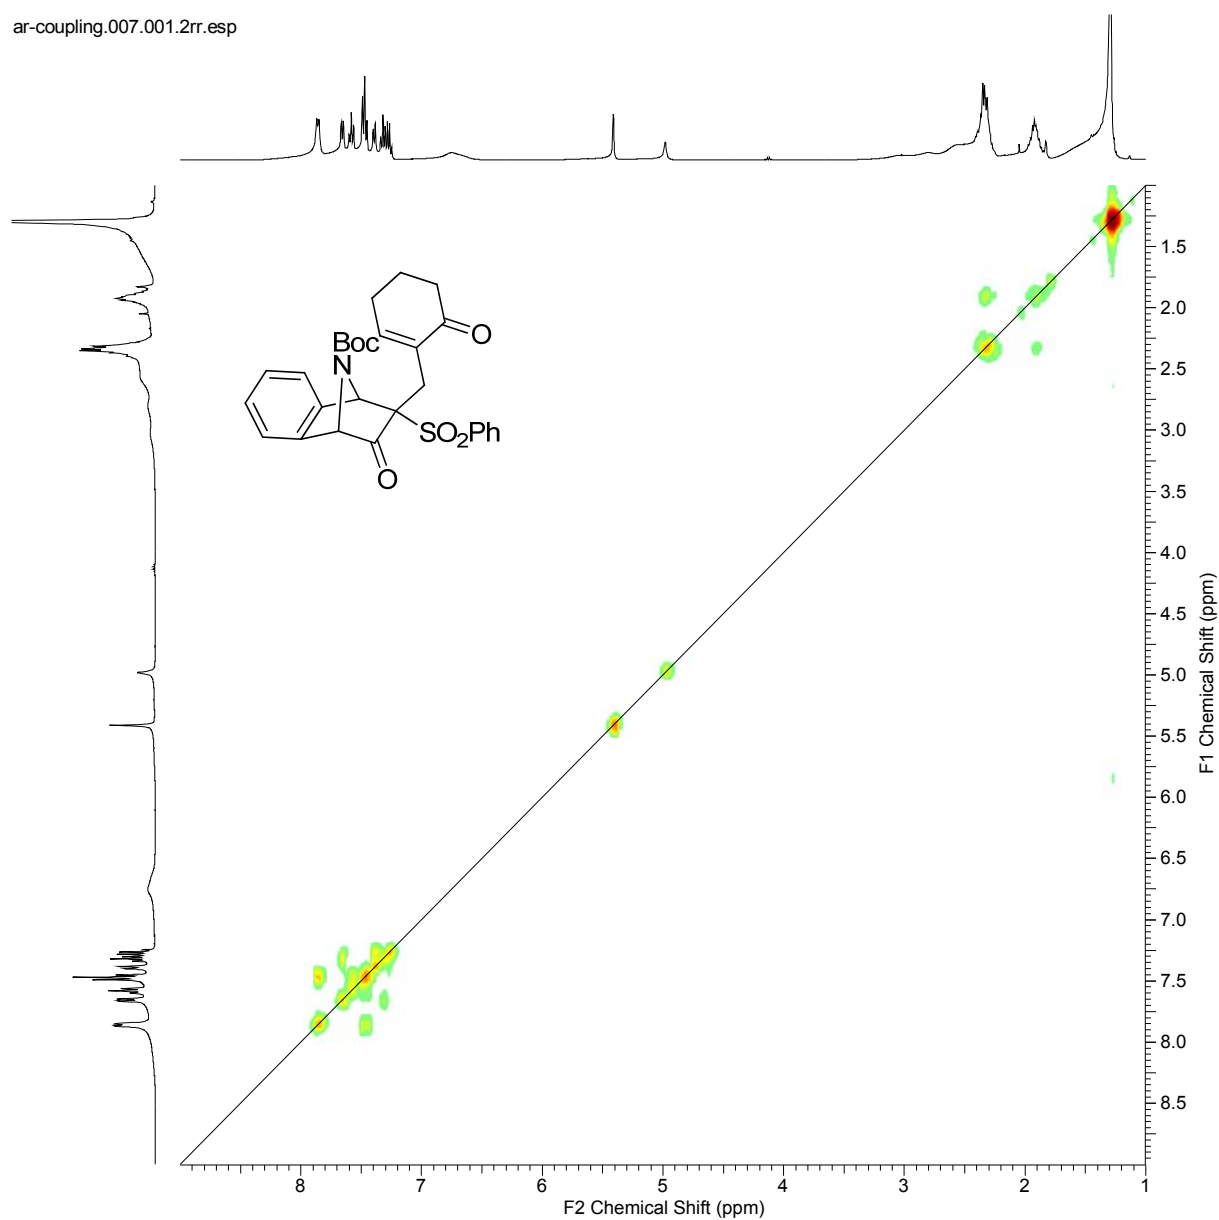 ar-coupling.007.001.2rr.esp
O
Boc
N
SO2Ph
O
1.5
2.0
2.5
3.0
3.5
4.0
4.5
5.0
5.5
6.0
6.5
7.0
7.5
8.0
8.5
F1 Chemical Shift (ppm)
8 7 6 5 4 3 2 1
F2 Chemical Shift (ppm)